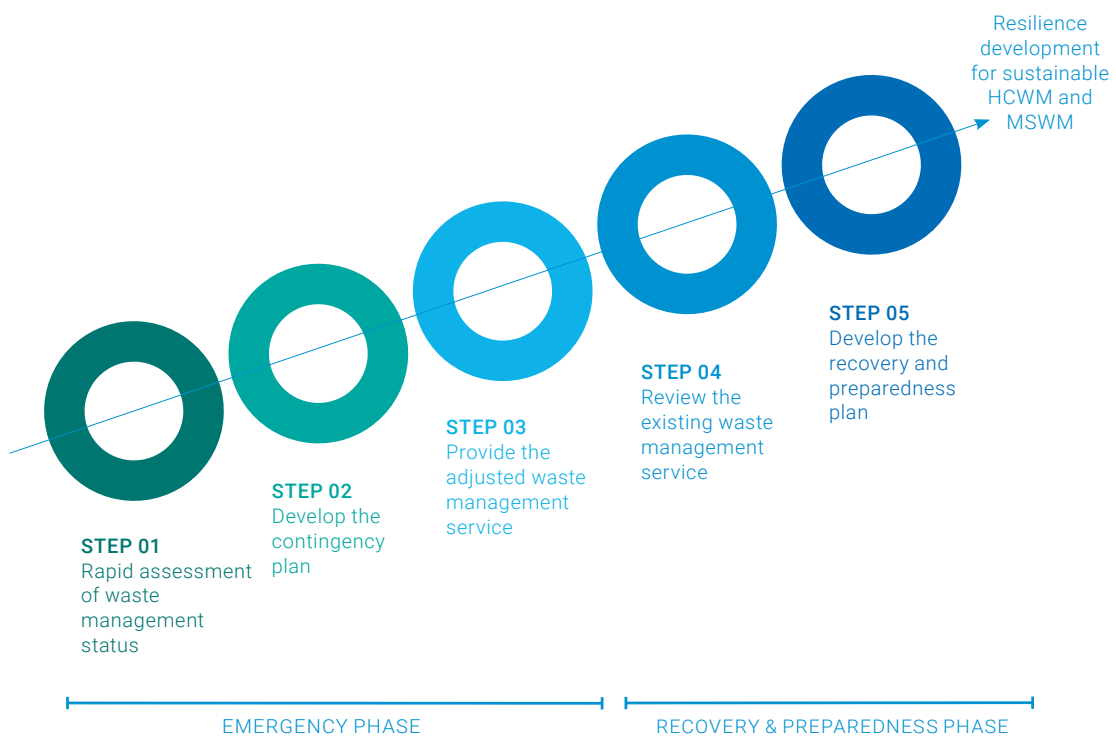 Resilience
development
for sustainable
HCWM and
MSWM
STEP 01
Rapid assessment
of waste
management
status
STEP 02
Develop the
contingency
plan
STEP 03
Provide the
adjusted waste
management
service
STEP 04
Review the
existing waste
management
service
STEP 05
Develop the
recovery and
preparedness
plan
EMERGENCY PHASE
RECOVERY & PREPAREDNESS PHASE